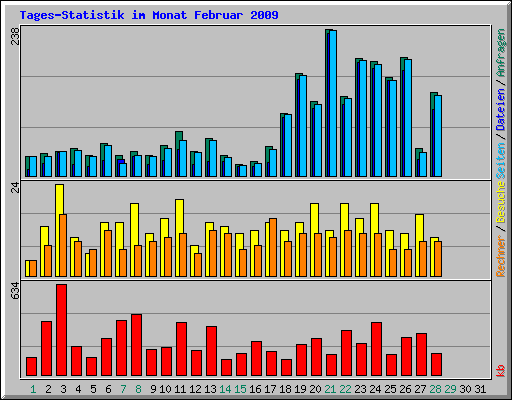 Tages-Statistik im Monat Februar 2009
238
24
634
Rechner / Besuche Seiten / Dateien / Anfragen
kb
1 2 3 4 5 6 7 8 9 10 11 12 13 14 15 16 17 18 19 20 21 22 23 24 25 26 27 28 29 30 31